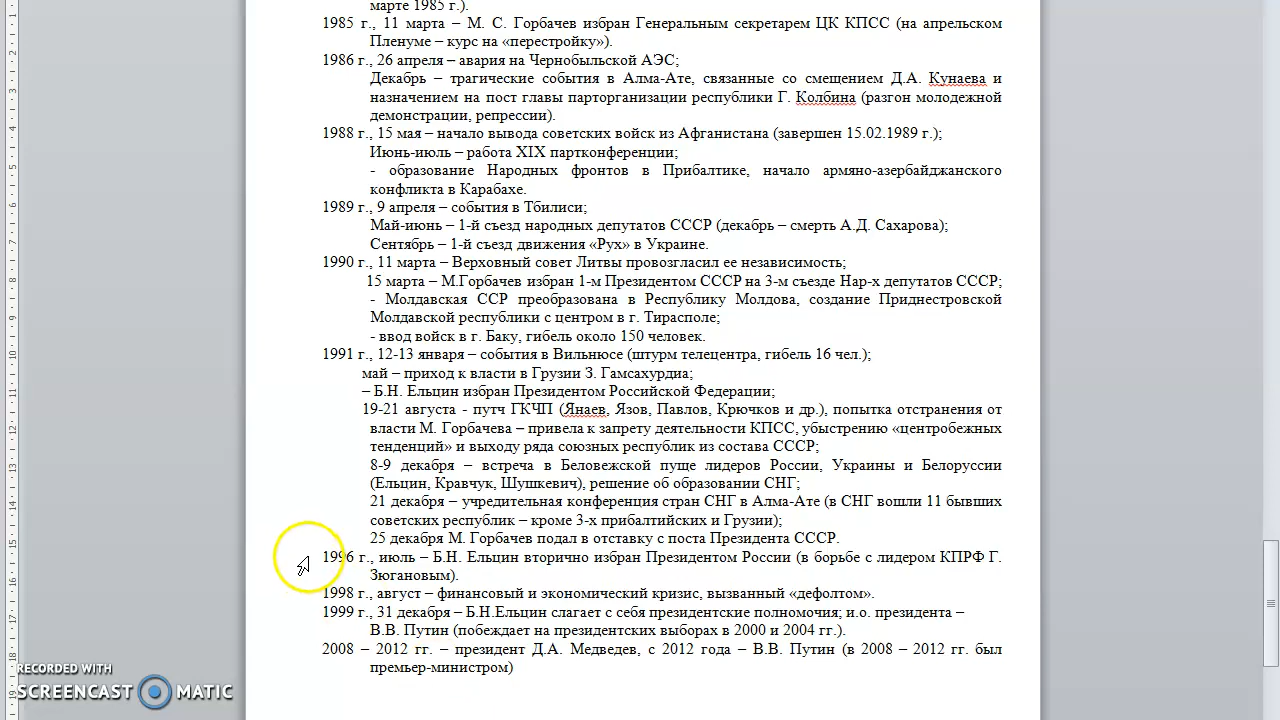 марте 1985 г.).
1985 г., 11 марта – М. С. Горбачев избран Генеральным секретарем ЦК КПСС (на апрельском
Пленуме – курс на «перестройку»).
1986 г., 26 апреля – авария на Чернобыльской АЭС;
Декабрь – трагические события в Алма-Ате, связанные со смещением Д.А. Кунаева и
назначением на пост главы парторганизации республики Г. Колбина (разгон молодежной
демонстрации, репрессии).
1988 г., 15 мая – начало вывода советских войск из Афганистана (завершен 15.02.1989 г.);
Июнь-июль – работа XIX партконференции;
- образование Народных фронтов в Прибалтике, начало армяно-азербайджанского
конфликта в Карабахе.
1989 г., 9 апреля – события в Тбилиси;
Май-июнь – 1-й съезд народных депутатов СССР (декабрь – смерть А.Д. Сахарова);
Сентябрь – 1-й съезд движения «Рух» в Украине.
1990 г., 11 марта – Верховный совет Литвы провозгласил ее независимость;
15 марта – М.Горбачев избран 1-м Президентом СССР на 3-м съезде Нар-х депутатов СССР;
- Молдавская ССР преобразована в Республику Молдова, создание Приднестровской
Молдавской республики с центром в г. Тирасполе;
- ввод войск в г. Баку, гибель около 150 человек.
1991 г., 12-13 января – события в Вильнюсе (штурм телецентра, гибель 16 чел.);
май – приход к власти в Грузии З. Гамсахурдиа;
– Б.Н. Ельцин избран Президентом Российской Федерации;
19-21 августа - путч ГКЧП (Янаев, Язов, Павлов, Крючков и др.), попытка отстранения от
власти М. Горбачева – привела к запрету деятельности КПСС, убыстрению «центробежных
тенденций» и выходу ряда союзных республик из состава СССР;
8-9 декабря – встреча в Беловежской пуще лидеров России, Украины и Белоруссии
(Ельцин, Кравчук, Шушкевич), решение об образовании СНГ;
21 декабря – учредительная конференция стран СНГ в Алма-Ате (в СНГ вошли 11 бывших
советских республик – кроме 3-х прибалтийских и Грузии);
25 декабря М. Горбачев подал в отставку с поста Президента СССР.
1996 г., июль – Б.Н. Ельцин вторично избран Президентом России (в борьбе с лидером КПРФ Г.
Зюгановым).
1998 г., август – финансовый и экономический кризис, вызванный «дефолтом».
1999 г., 31 декабря – Б.Н.Ельцин слагает с себя президентские полномочия; и.о. президента –
В.В. Путин (побеждает на президентских выборах в 2000 и 2004 гг.).
2008 – 2012 гг. – президент Д.А. Медведев, с 2012 года – В.В. Путин (в 2008 – 2012 гг. был
премьер-министром)
RECORDED WITH
SCREENCAST MATIC